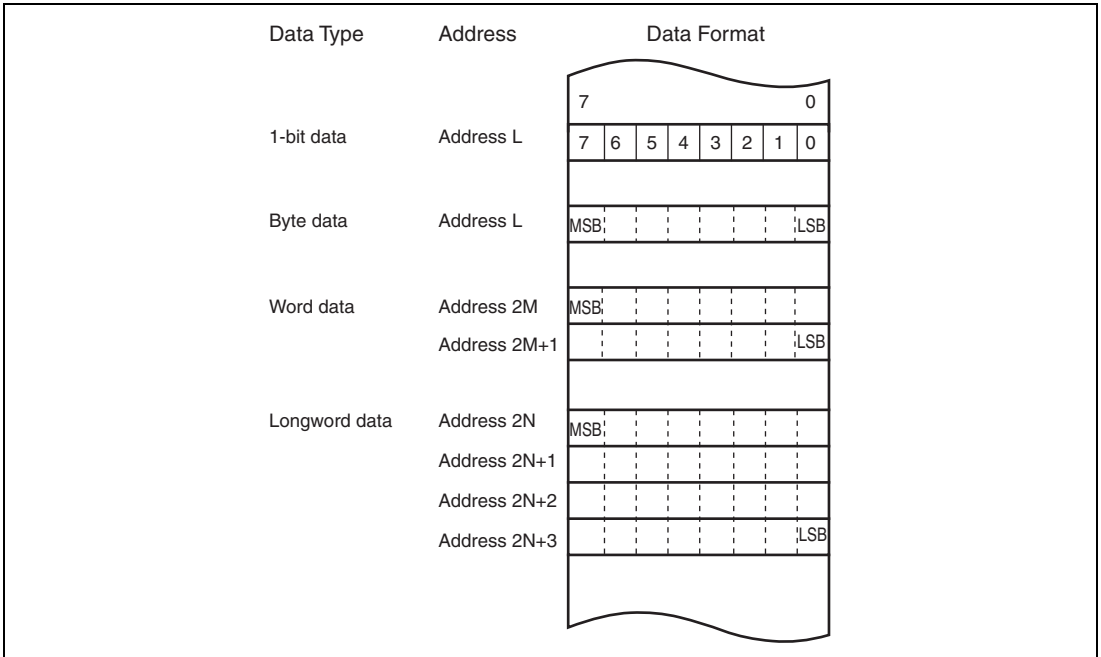 Data Type Address Data Format
7 0
1-bit data Address L 7 6 5 4 3 2 1 0
Byte data Address L MSB LSB
Word data Address 2M MSB
Address 2M+1 LSB
Longword data Address 2N MSB
Address 2N+1
Address 2N+2
Address 2N+3 LSB